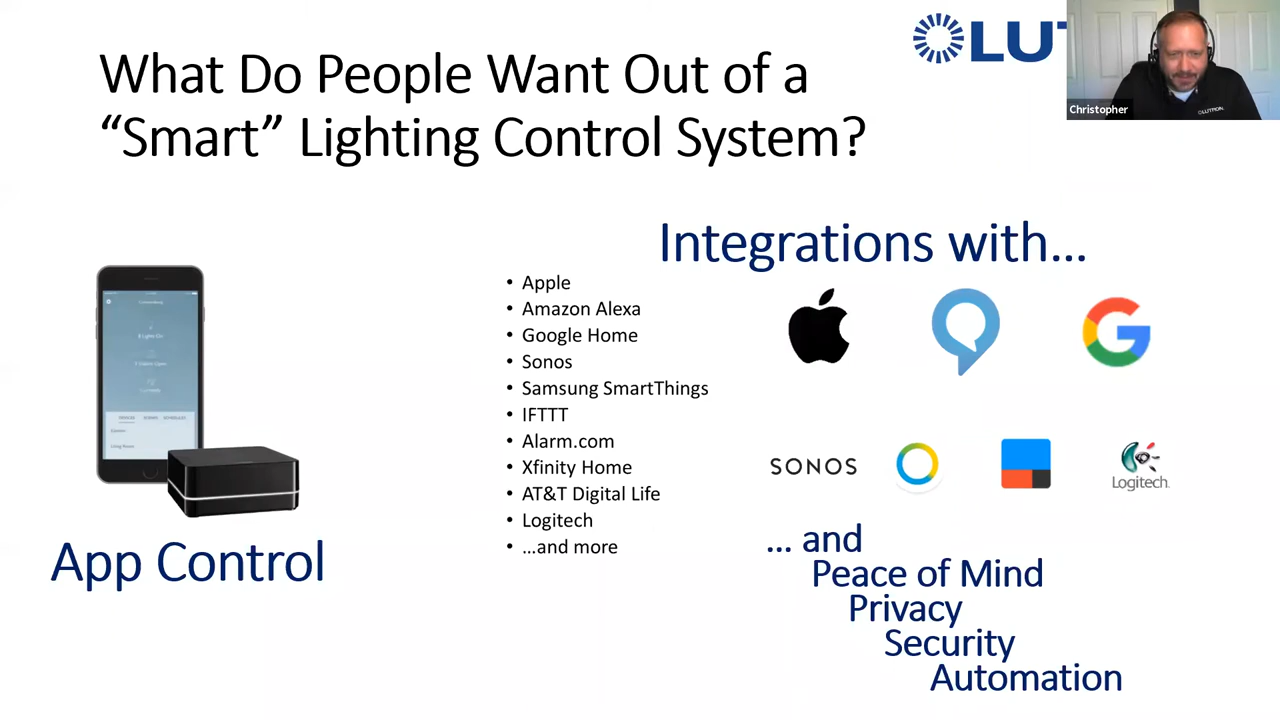 What Do People Want Out of a
“Smart” Lighting Control System?
LUT
Christopher
LUTRON
Integrations with...
• Apple
• Amazon Alexa
• Google Home
• Sonos
• Samsung SmartThings
• IFTTT
• Alarm.com
• Xfinity Home
• AT&T Digital Life
• Logitech
• ...and more
SONOS
Logitech
App Control
... and
Peace of Mind
Privacy
Security
Automation